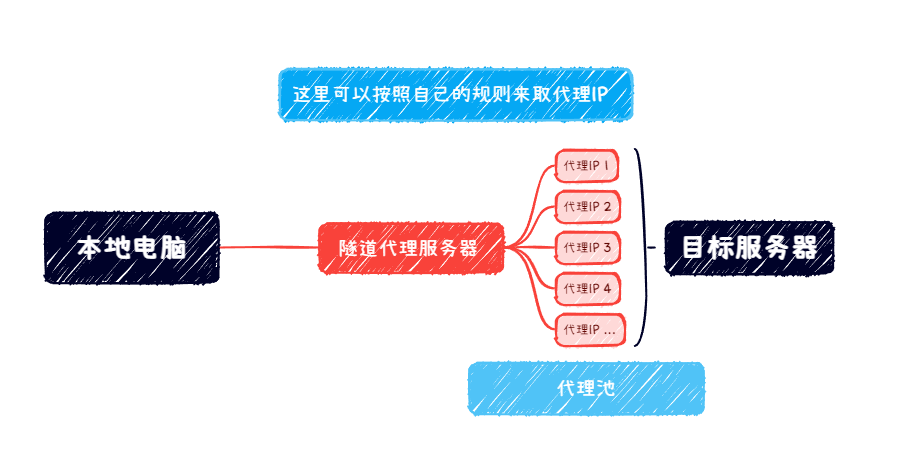 这里可以按照自己的规则来取代理IP
本地电脑
隧道代理服务器
代理IP 1
代理IP 2
代理IP 3
代理IP 4
代理IP ...
目标服务器
代理池